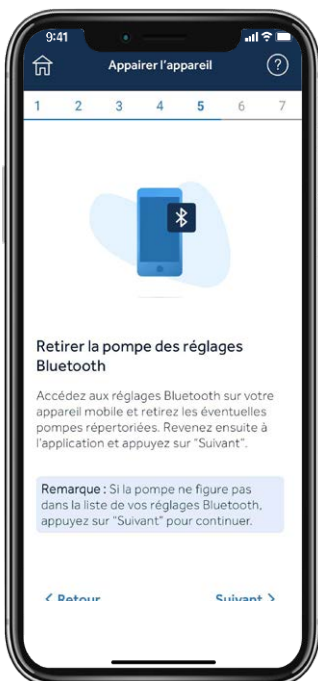 9:41
Appairer l'appareil
?
1 2 3 4 5 6 7
Retirer la pompe des réglages
Bluetooth
Accédez aux réglages Bluetooth sur votre
appareil mobile et retirez les éventuelles
pompes répertoriées. Revenez ensuite à
l'application et appuyez sur "Suivant".
Remarque : Si la pompe ne figure pas
dans la liste de vos réglages Bluetooth,
appuyez sur "Suivant" pour continuer.
< Retour Suivant >